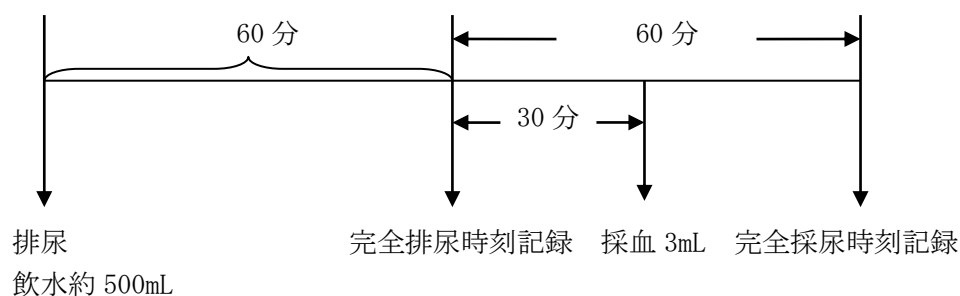 60 分
60 分
30 分
排尿
完全排尿時刻記録
採血 3mL
完全採尿時刻記録
飲水約 500mL